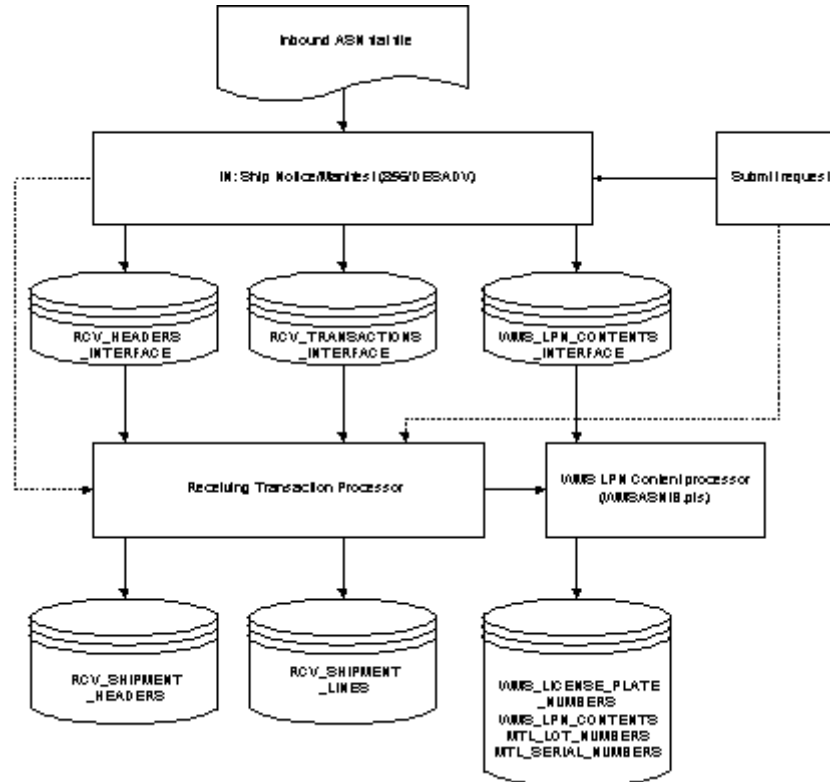 Inbound ASN flat file
IN: Ship Notice/Manifest (856/DESADV)
Submit request
RCV_HEADERS
_INTERFACE
RCV_TRANSACTIONS
_INTERFACE
WMS_LPN_CONTENTS
_INTERFACE
Receiving Transaction Processor
WMS LPN Content processor
(WMSASNIB.pls)
RCV_SHIPMENT
_HEADERS
RCV_SHIPMENT
_LINES
WMS_LICENSE_PLATE
_NUMBERS
WMS_LPN_CONTENTS
MTL_LOT_NUMBERS
MTL_SERIAL_NUMBERS